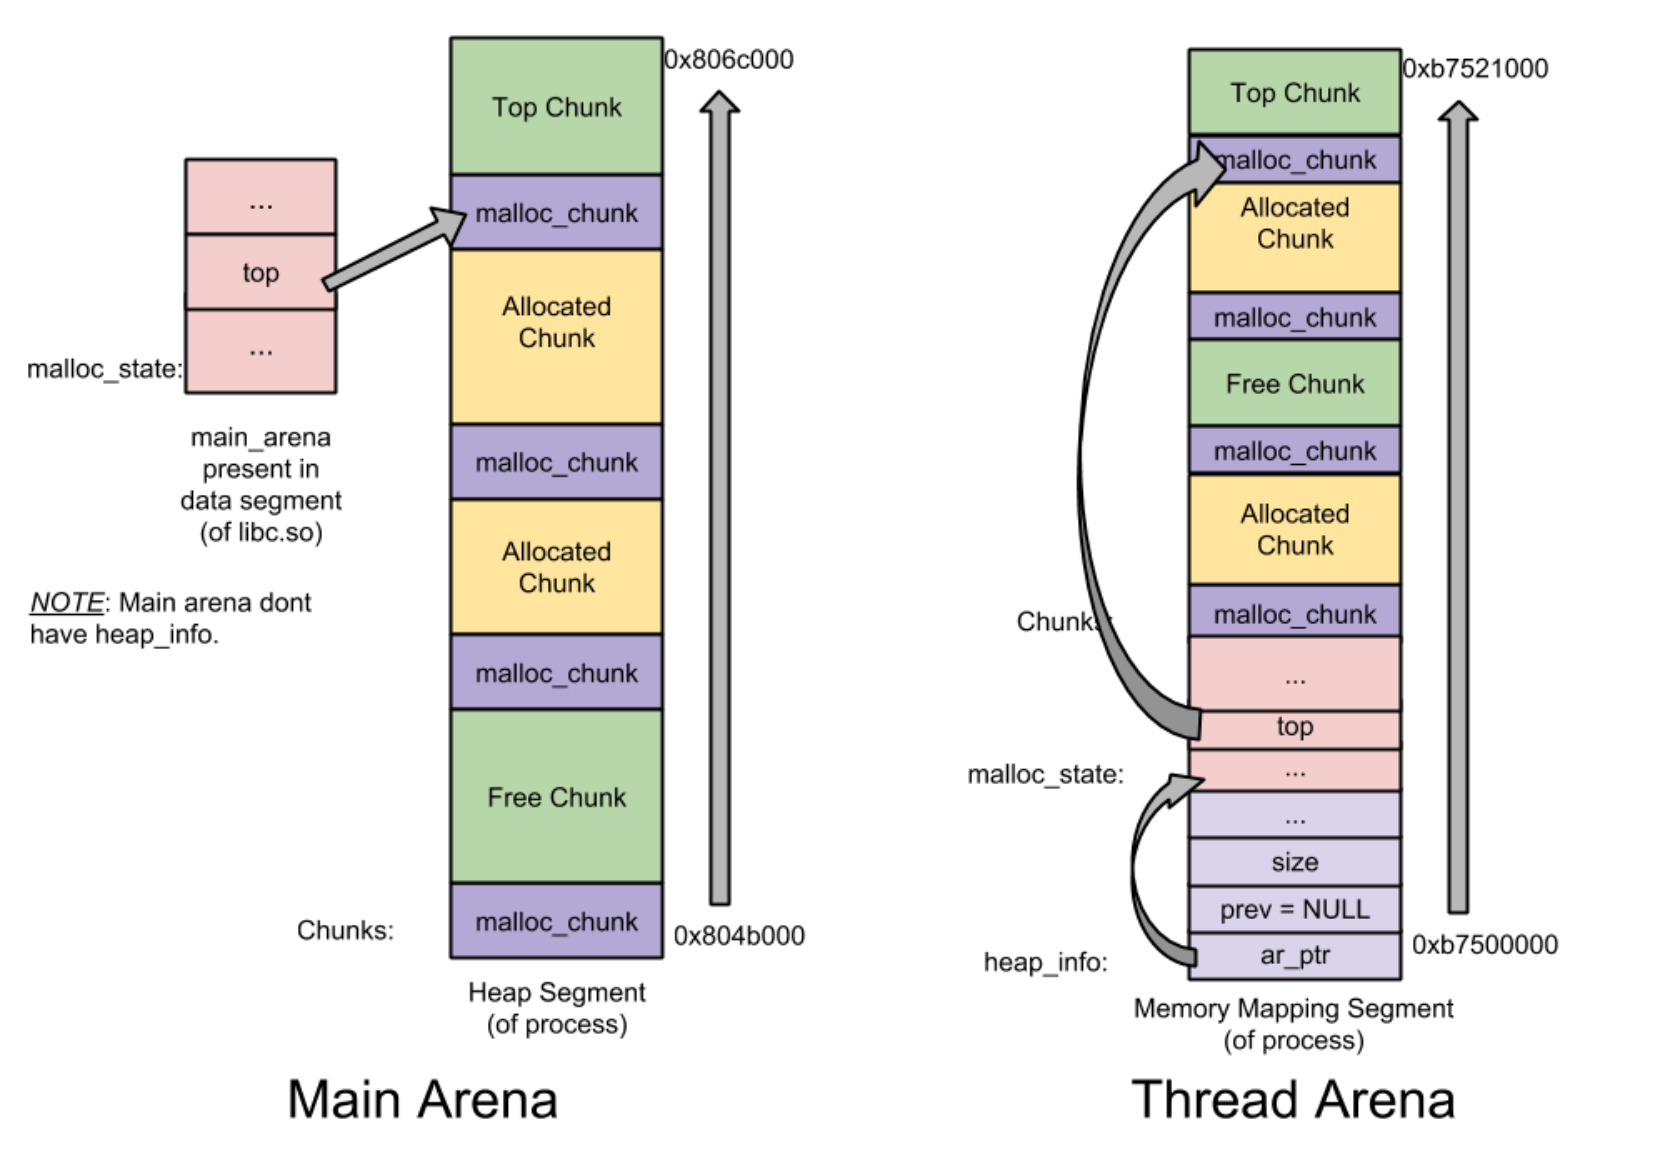 0x806c000
Top Chunk
malloc_chunk
Allocated
Chunk
malloc_chunk
Allocated
Chunk
malloc_chunk
Free Chunk
malloc_chunk
0x804b000
Chunks:
Heap Segment
(of process)
...
top
...
malloc_state:
main_arena
present in
data segment
(of libc.so)
NOTE: Main arena dont
have heap_info.
Main Arena
0xb7521000
Top Chunk
malloc_chunk
Allocated
Chunk
malloc_chunk
Free Chunk
malloc_chunk
Allocated
Chunk
malloc_chunk
Chunks:
...
top
...
malloc_state:
...
size
prev = NULL
ar_ptr
heap_info:
0xb7500000
Memory Mapping Segment
(of process)
Thread Arena